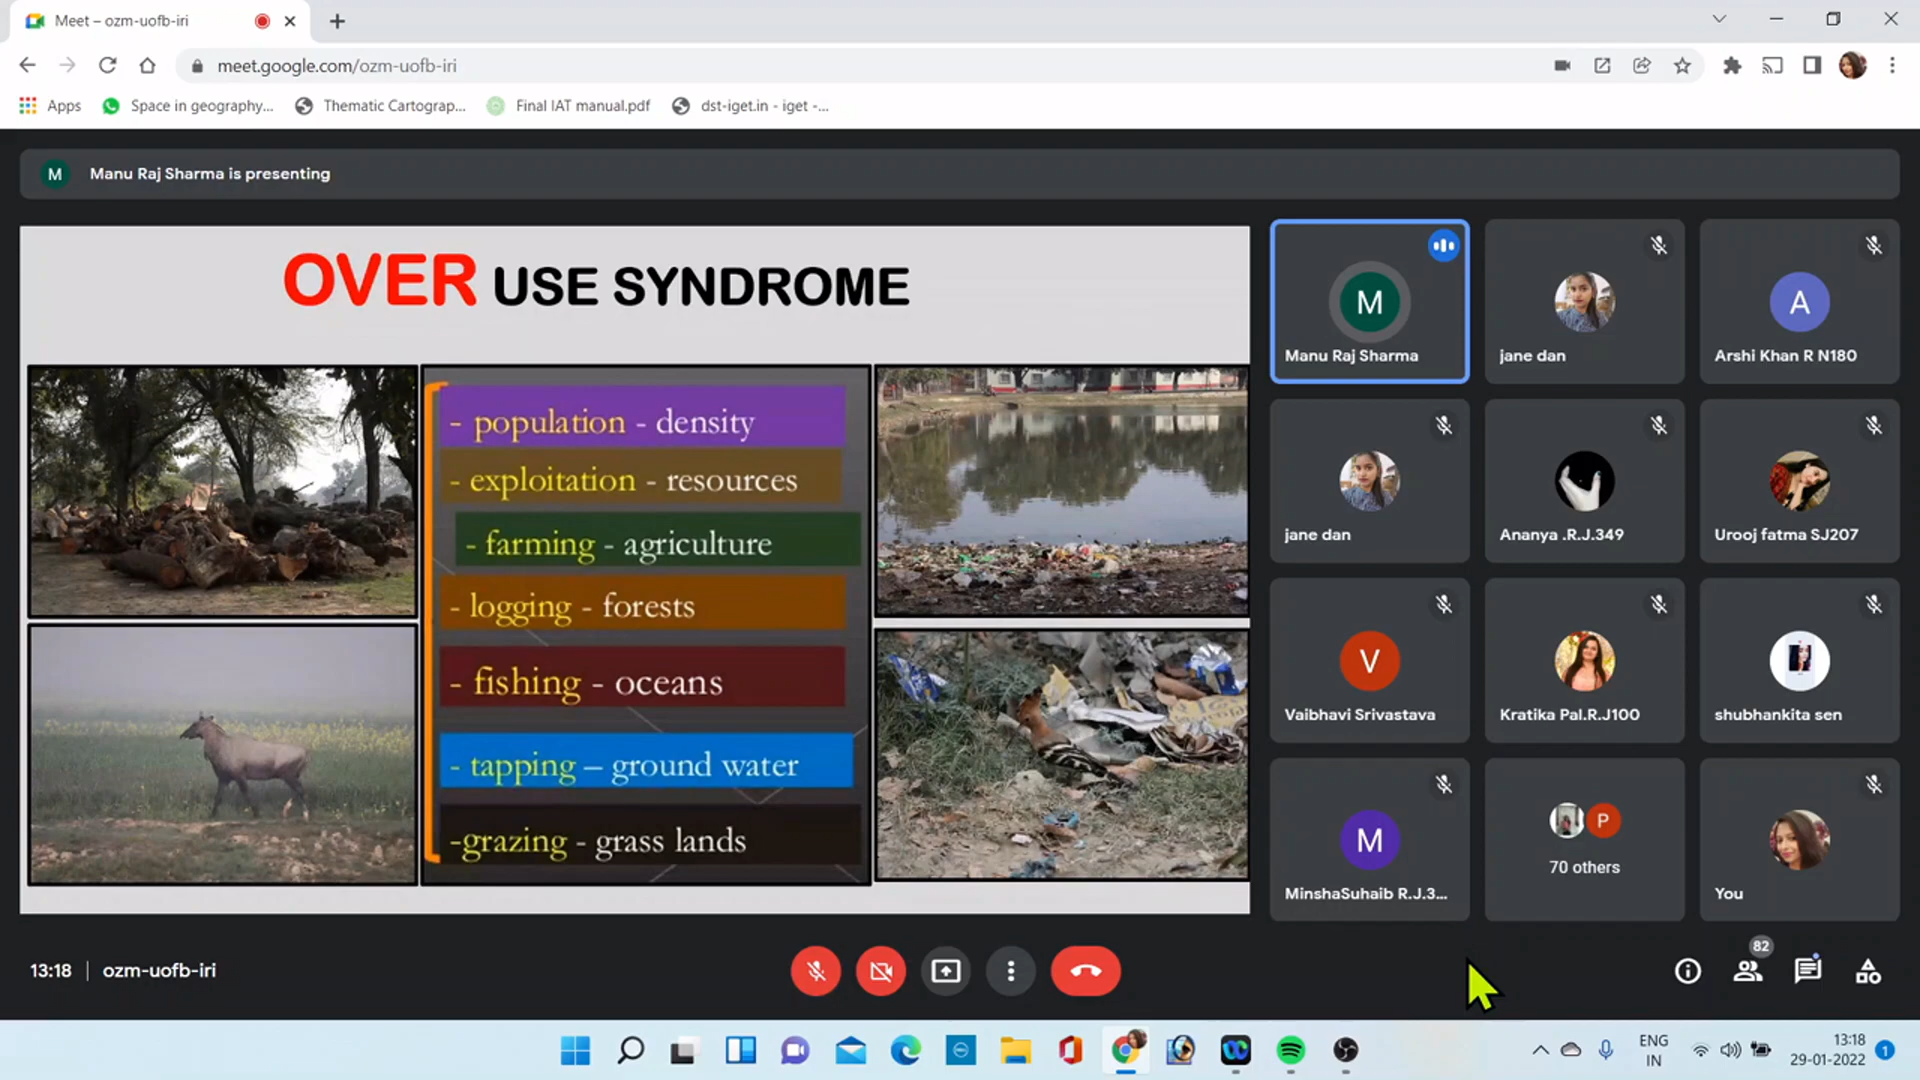 Meet – ozm-uofb-iri
meet.google.com/ozm-uofb-iri
Apps
Space in geography...
Thematic Cartograp...
Final IAT manual.pdf
dst-iget.in - iget -...
M
Manu Raj Sharma is presenting
OVER USE SYNDROME
- population - density
- exploitation - resources
- farming - agriculture
- logging - forests
- fishing - oceans
- tapping – ground water
-grazing - grass lands
M
Manu Raj Sharma
jane dan
A
Arshi Khan R N180
jane dan
Ananya .R.J.349
Urooj fatma SJ207
V
Vaibhavi Srivastava
Kratika Pal.R.J100
shubhankita sen
M
MinshaSuhaib R.J.3...
P
70 others
You
13:18
ozm-uofb-iri
82
ENG
IN
13:18
29-01-2022
1